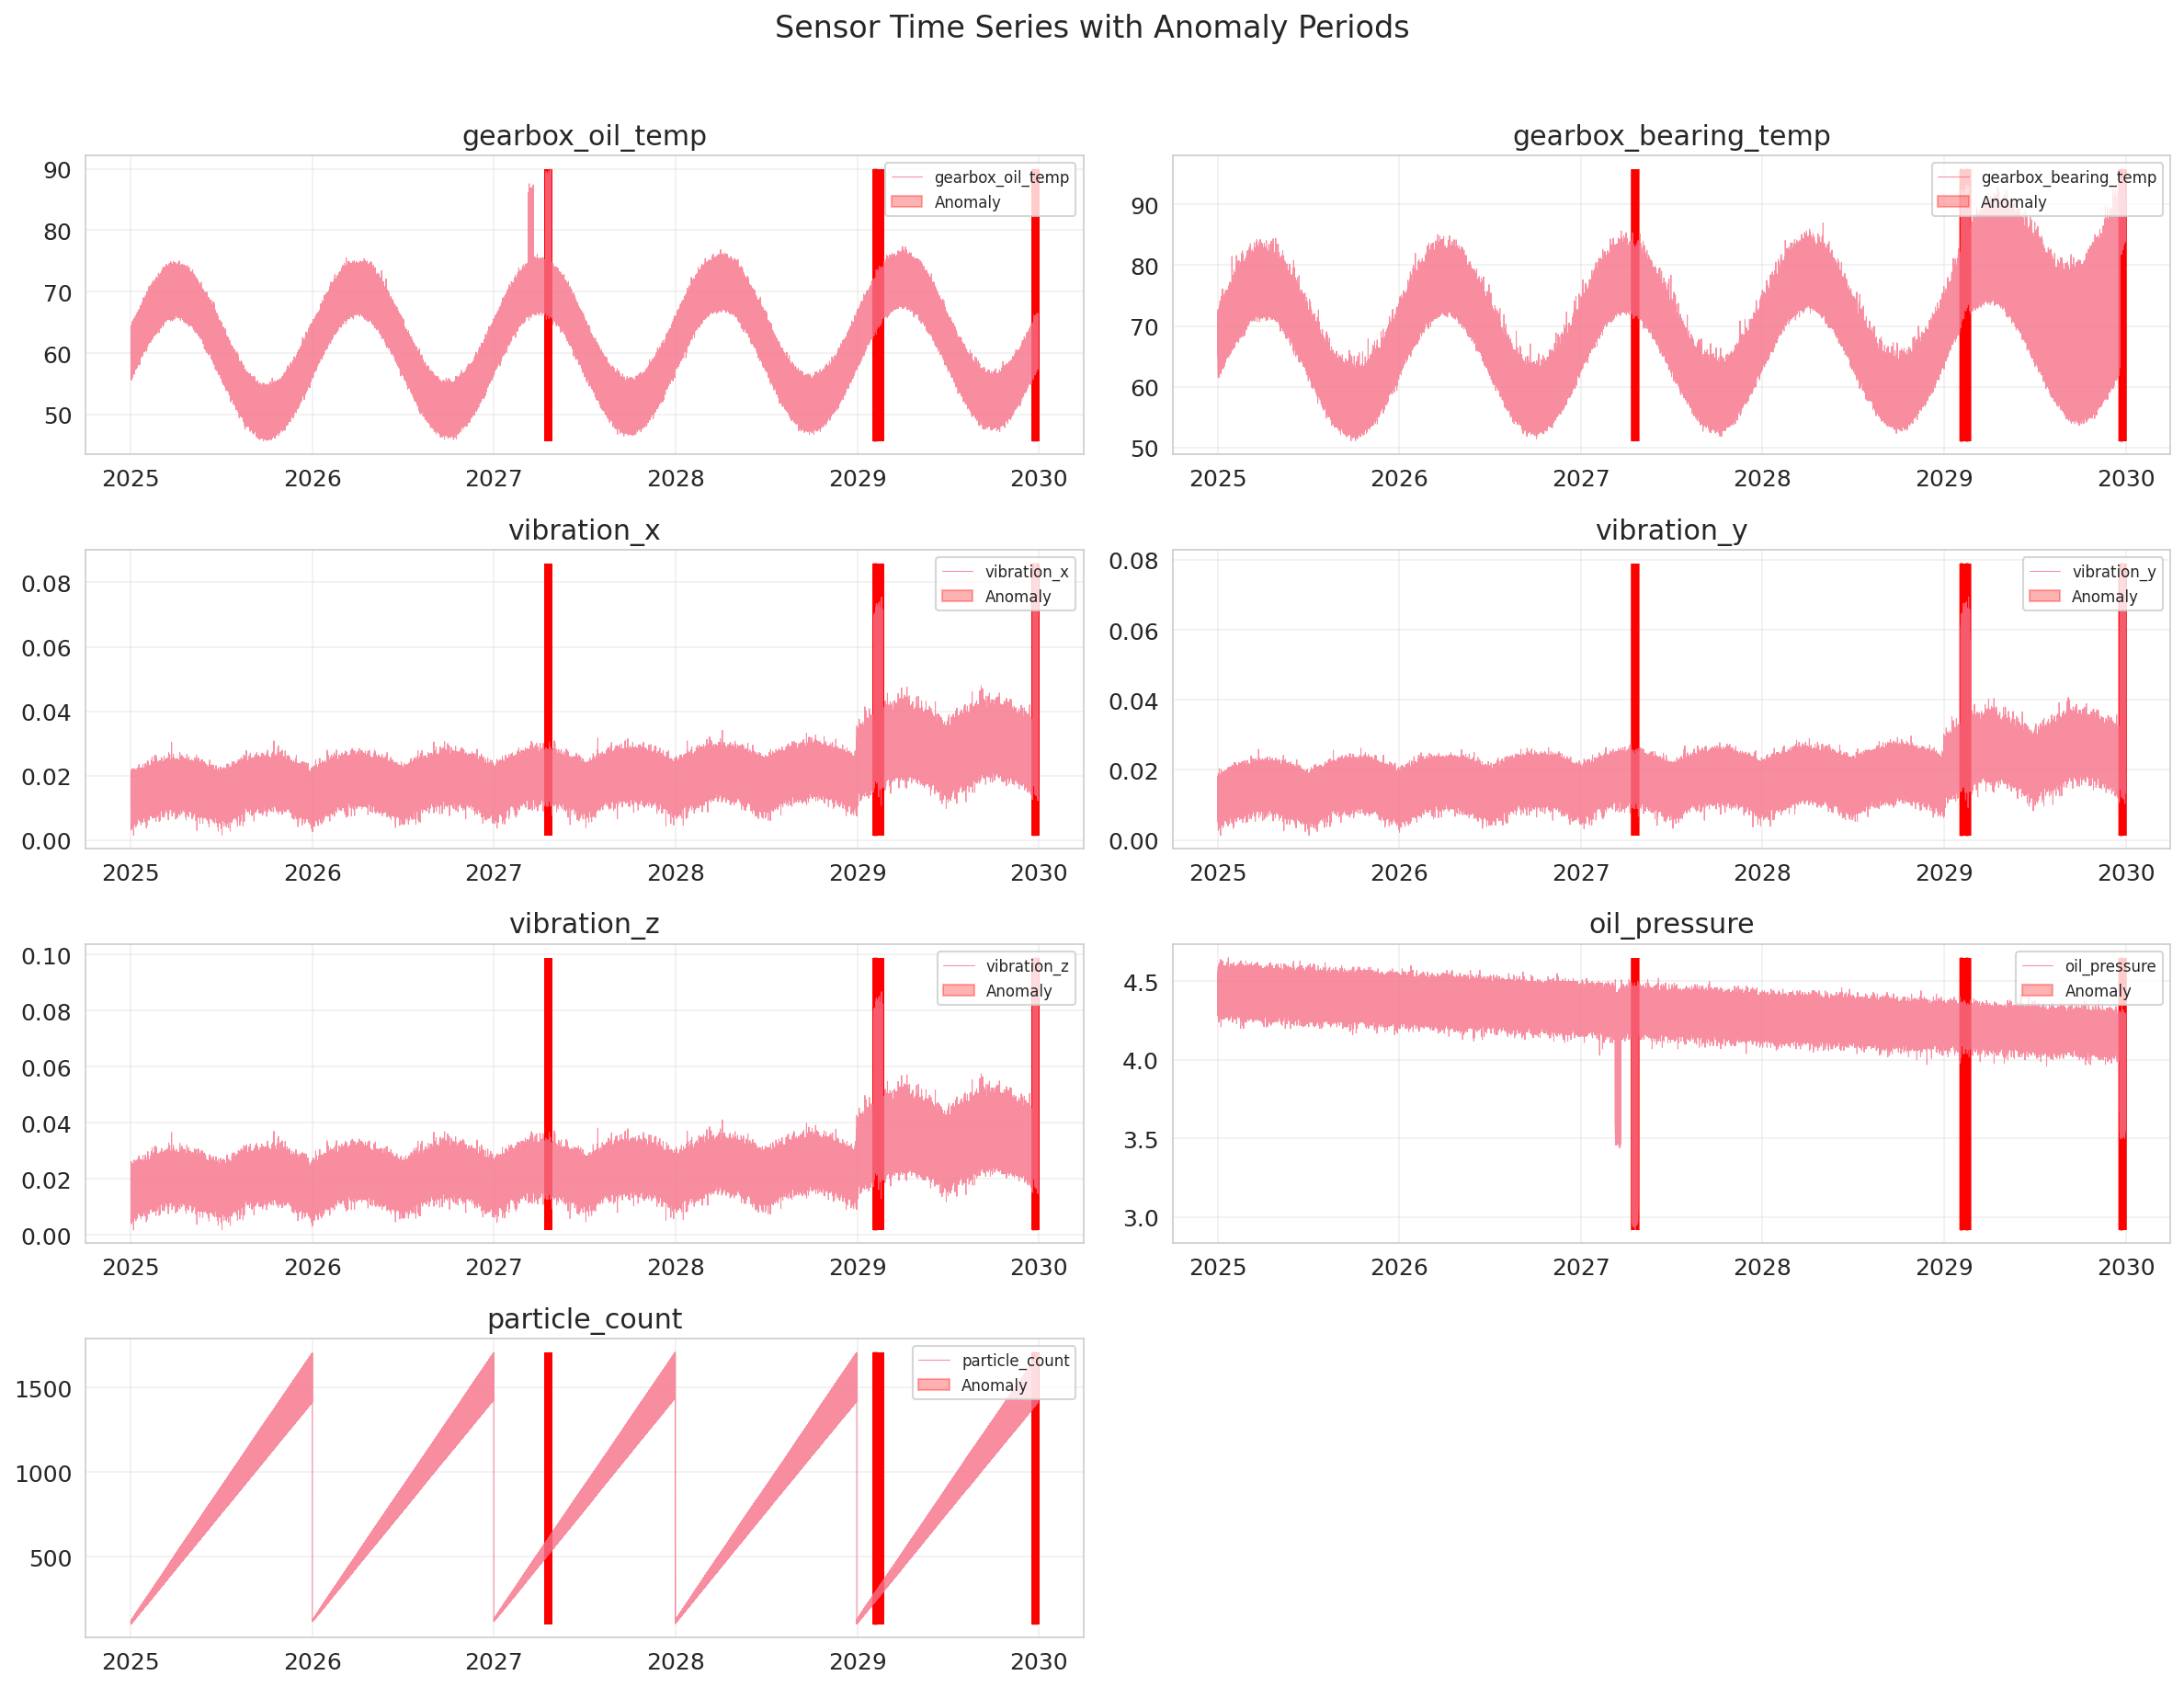 Sensor Time Series with Anomaly Periods
gearbox_oil_temp
90
80
70
60
50
2025 2026 2027 2028 2029 2030
gearbox_oil_temp
Anomaly
gearbox_bearing_temp
90
80
70
60
50
2025 2026 2027 2028 2029 2030
gearbox_bearing_temp
Anomaly
vibration_x
0.08
0.06
0.04
0.02
0.00
2025 2026 2027 2028 2029 2030
vibration_x
Anomaly
vibration_y
0.08
0.06
0.04
0.02
0.00
2025 2026 2027 2028 2029 2030
vibration_y
Anomaly
vibration_z
0.10
0.08
0.06
0.04
0.02
0.00
2025 2026 2027 2028 2029 2030
vibration_z
Anomaly
oil_pressure
4.5
4.0
3.5
3.0
2025 2026 2027 2028 2029 2030
oil_pressure
Anomaly
particle_count
1500
1000
500
2025 2026 2027 2028 2029 2030
particle_count
Anomaly